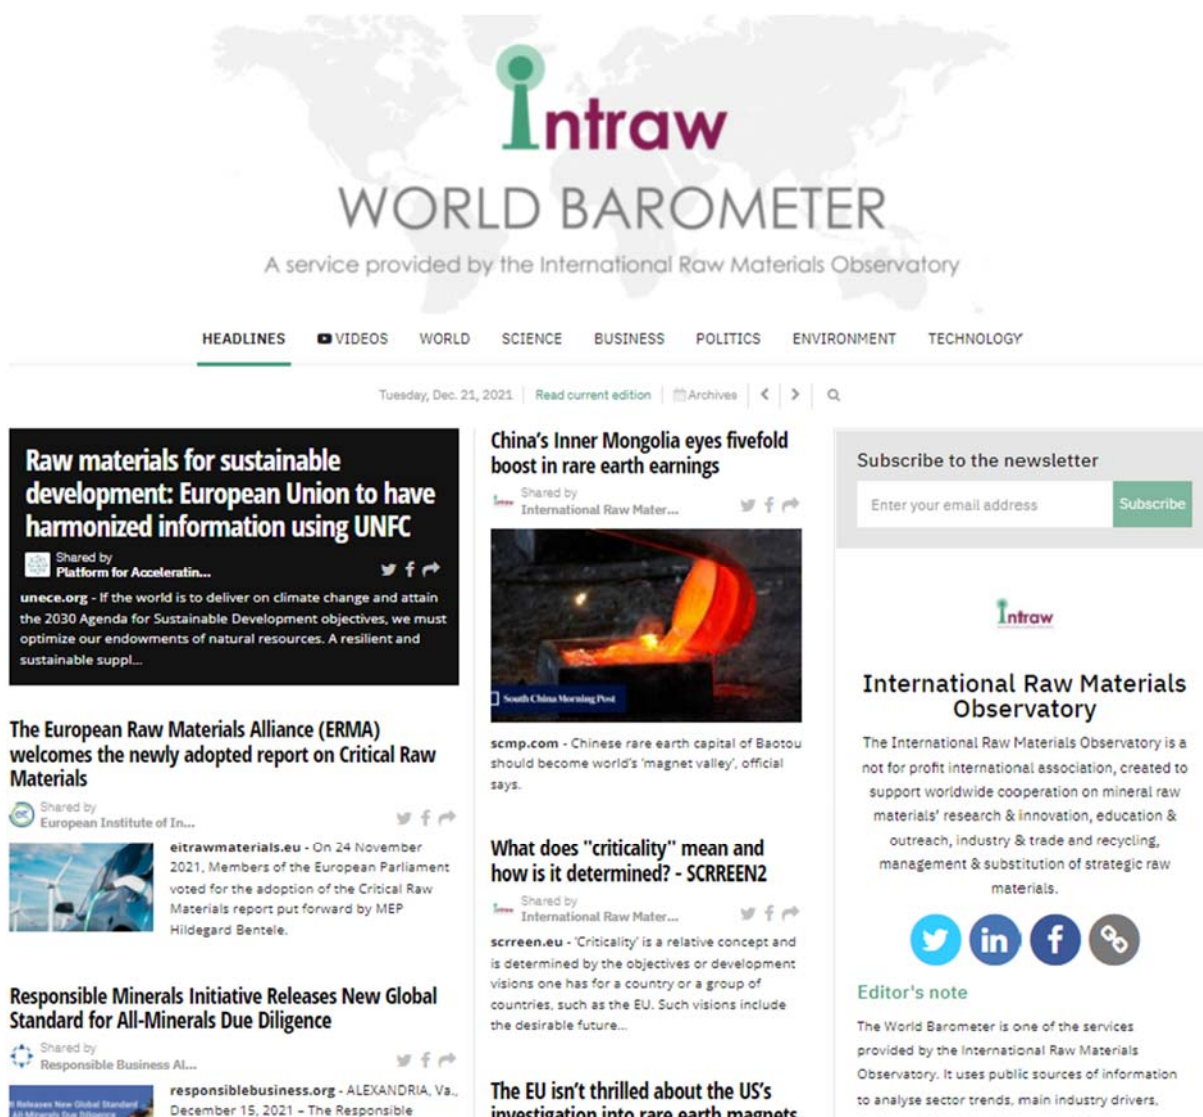 intraw
WORLD BAROMETER
A service provided by the International Raw Materials Observatory
HEADLINES VIDEOS WORLD SCIENCE BUSINESS POLITICS ENVIRONMENT TECHNOLOGY
Tuesday, Dec. 21, 2021 Read current edition Archives
Raw materials for sustainable
development: European Union to have
harmonized information using UNFC
Shared by
Platform for Acceleratin...
unece.org - If the world is to deliver on climate change and attain
the 2030 Agenda for Sustainable Development objectives, we must
optimize our endowments of natural resources. A resilient and
sustainable suppl...
The European Raw Materials Alliance (ERMA)
welcomes the newly adopted report on Critical Raw
Materials
Shared by
European Institute of In...
eitrawmaterials.eu - On 24 November
2021, Members of the European Parliament
voted for the adoption of the Critical Raw
Materials report put forward by MEP
Hildegard Bentele.
Responsible Minerals Initiative Releases New Global
Standard for All-Minerals Due Diligence
Shared by
Responsible Business Al...
Releases New Global Standard
All-Minerals Due Diligence
responsiblebusiness.org - ALEXANDRIA, Va.,
December 15, 2021 – The Responsible
China's Inner Mongolia eyes fivefold
boost in rare earth earnings
Shared by
International Raw Mater...
South China Morning Post
scmp.com - Chinese rare earth capital of Baotou
should become world's 'magnet valley', official
says.
What does "criticality" mean and
how is it determined? - SCRREEN2
Shared by
International Raw Mater...
scrreen.eu - 'Criticality' is a relative concept and
is determined by the objectives or development
visions one has for a country or a group of
countries, such as the EU. Such visions include
the desirable future...
The EU isn't thrilled about the US's
investigation into rare earth magnets
Subscribe to the newsletter
Enter your email address Subscribe
intraw
International Raw Materials
Observatory
The International Raw Materials Observatory is a
not for profit international association, created to
support worldwide cooperation on mineral raw
materials' research & innovation, education &
outreach, industry & trade and recycling,
management & substitution of strategic raw
materials.
Editor's note
The World Barometer is one of the services
provided by the International Raw Materials
Observatory. It uses public sources of information
to analyse sector trends, main industry drivers,